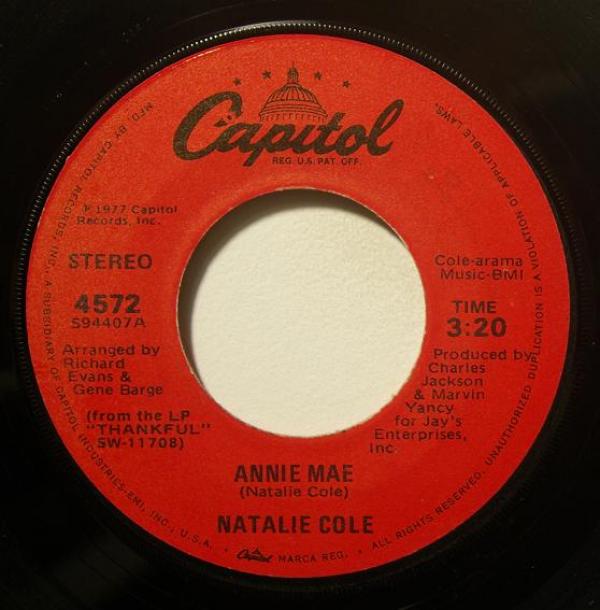 Capitol
REG. U.S. PAT. OFF.
MFD. BY CAPITOL RECORDS, INC., A SUBSIDIARY OF CAPITOL INDUSTRIES-EMI, INC., U.S.A. • Capitol MARCA REG. • ALL RIGHTS RESERVED. UNAUTHORIZED DUPLICATION IS A VIOLATION OF APPLICABLE LAWS.
℗1977 Capitol
Records, Inc.
STEREO
4572
S94407A
Arranged by
Richard
Evans &
Gene Barge
(from the LP
"THANKFUL"
SW-11708)
Cole-arama
Music-BMI
TIME
3:20
Produced by
Charles
Jackson
& Marvin
Yancy
for Jay's
Enterprises,
Inc.
ANNIE MAE
(Natalie Cole)
NATALIE COLE